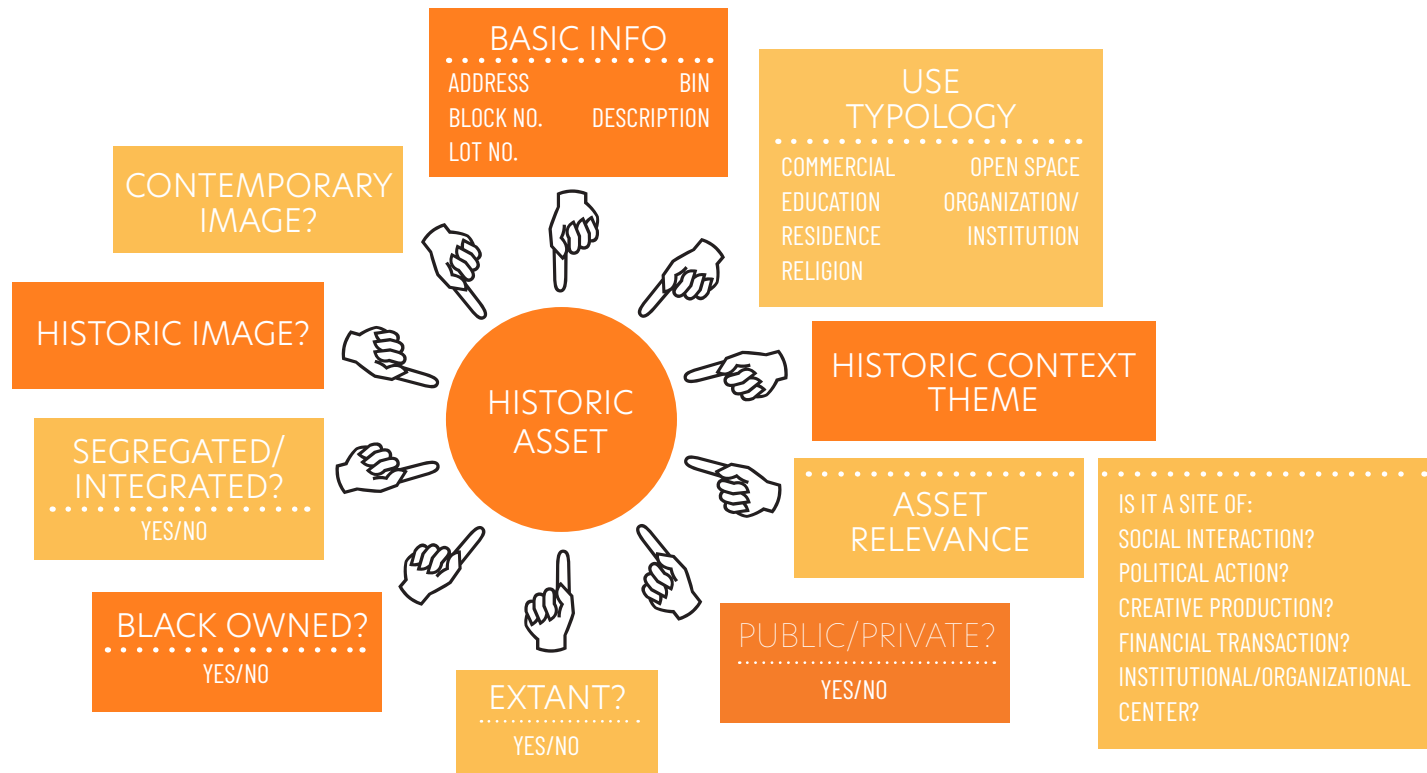 BASIC INFO
ADDRESS
BLOCK NO.
LOT NO.
BIN
DESCRIPTION
USE
TYPOLOGY
COMMERCIAL
EDUCATION
RESIDENCE
RELIGION
OPEN SPACE
ORGANIZATION/
INSTITUTION
CONTEMPORARY
IMAGE?
HISTORIC IMAGE?
HISTORIC
ASSET
HISTORIC CONTEXT
THEME
SEGREGATED/
INTEGRATED?
YES/NO
ASSET
RELEVANCE
IS IT A SITE OF:
SOCIAL INTERACTION?
POLITICAL ACTION?
CREATIVE PRODUCTION?
FINANCIAL TRANSACTION?
INSTITUTIONAL/ORGANIZATIONAL
CENTER?
BLACK OWNED?
YES/NO
EXTANT?
YES/NO
PUBLIC/PRIVATE?
YES/NO